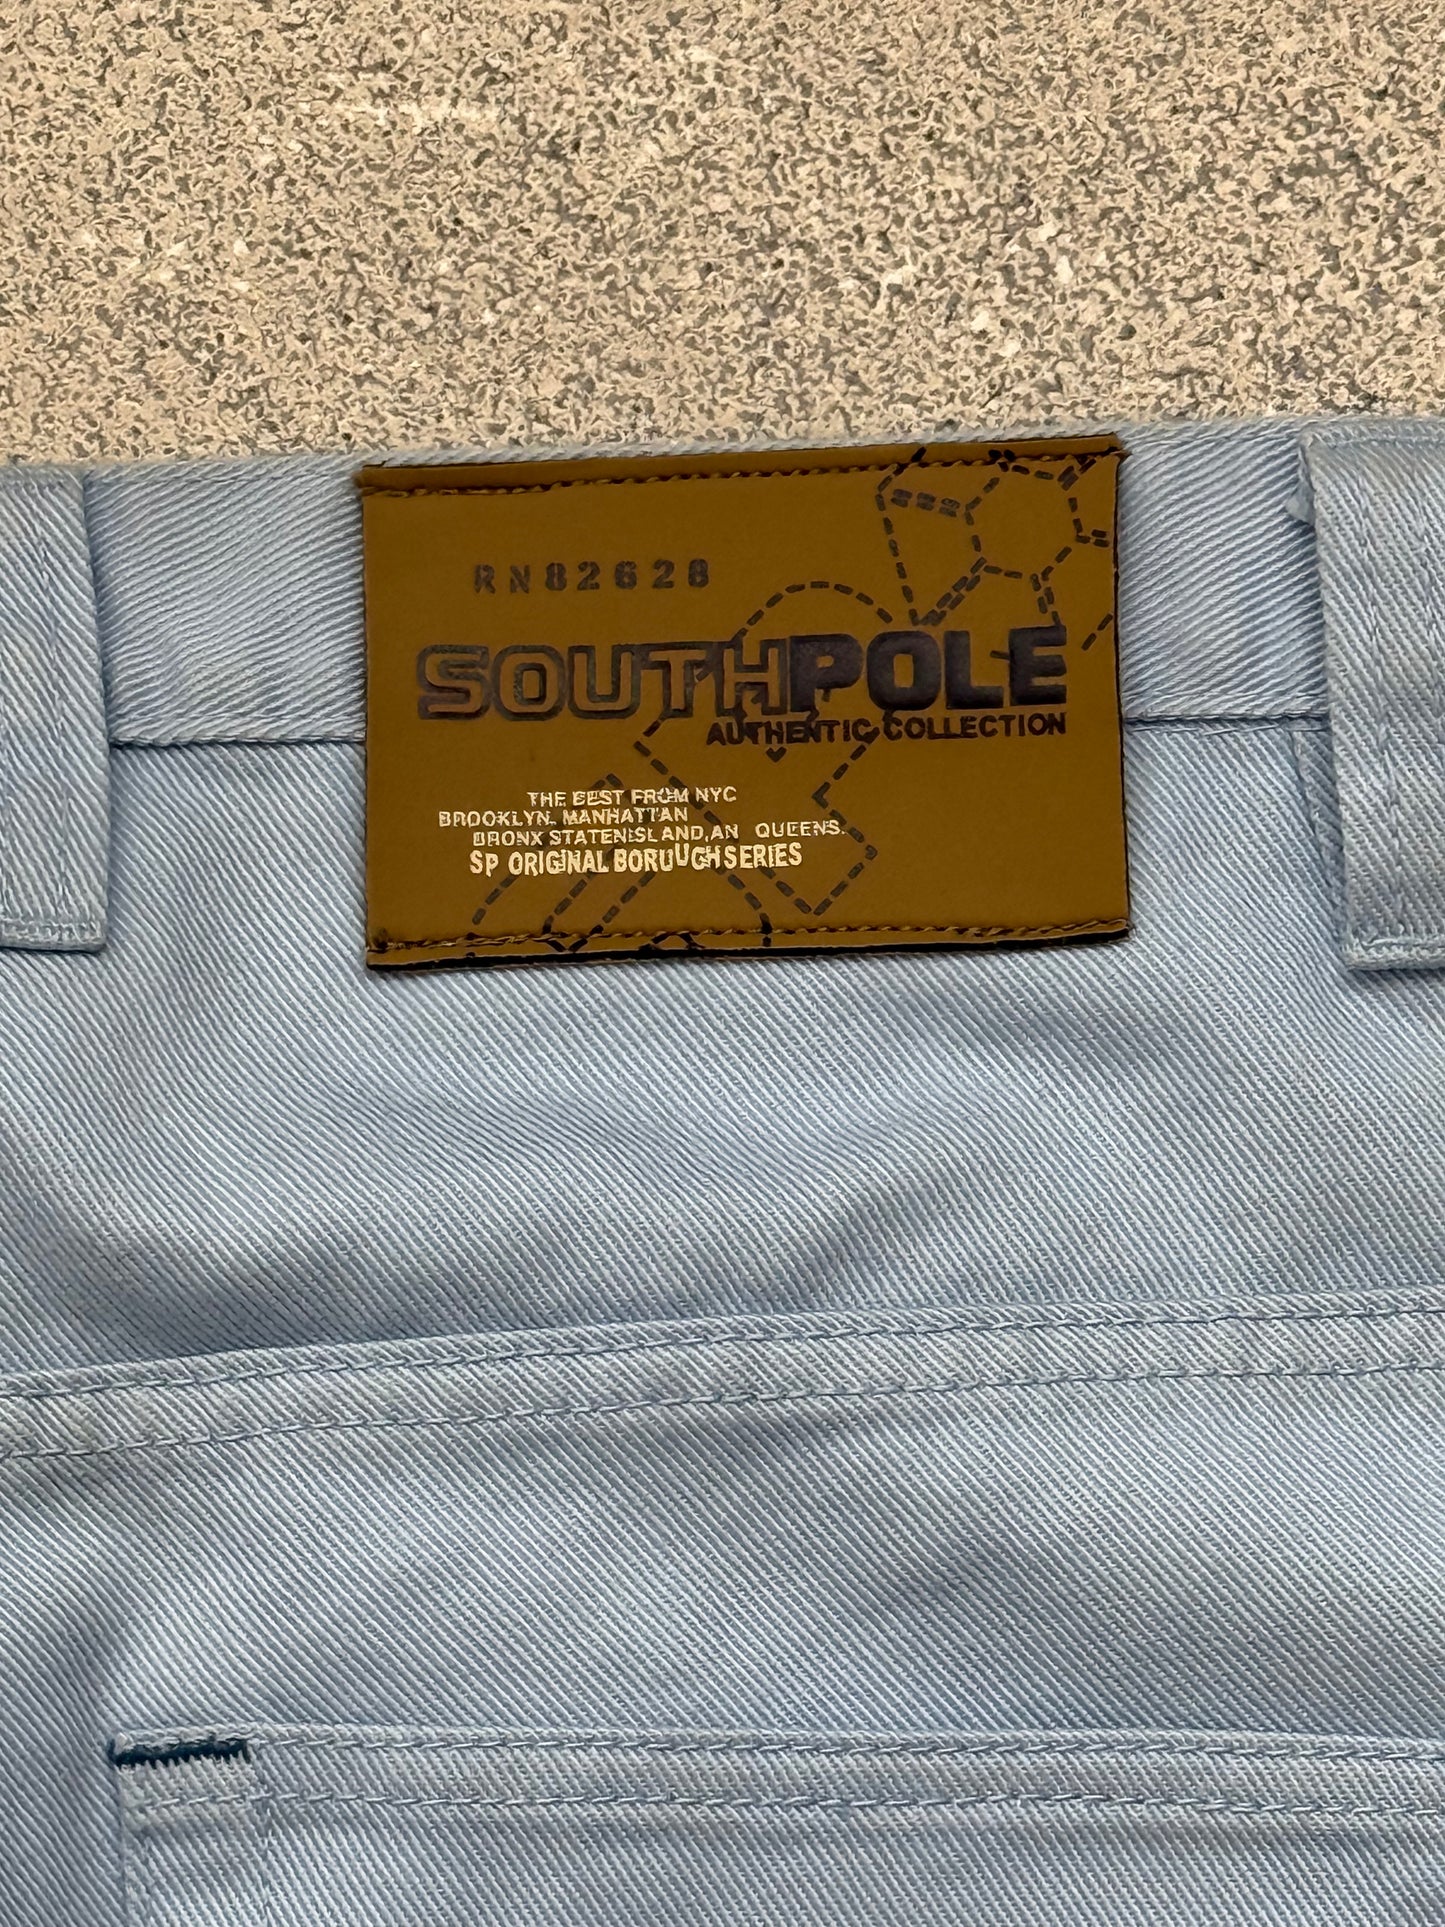 RN82628
SOUTHPOLE
AUTHENTIC COLLECTION
THE BEST FROM NYC
BROOKLYN. MANHATTAN
BRONX STATENISLAND,AN QUEENS.
SP ORIGINAL BORUUGHSERIES